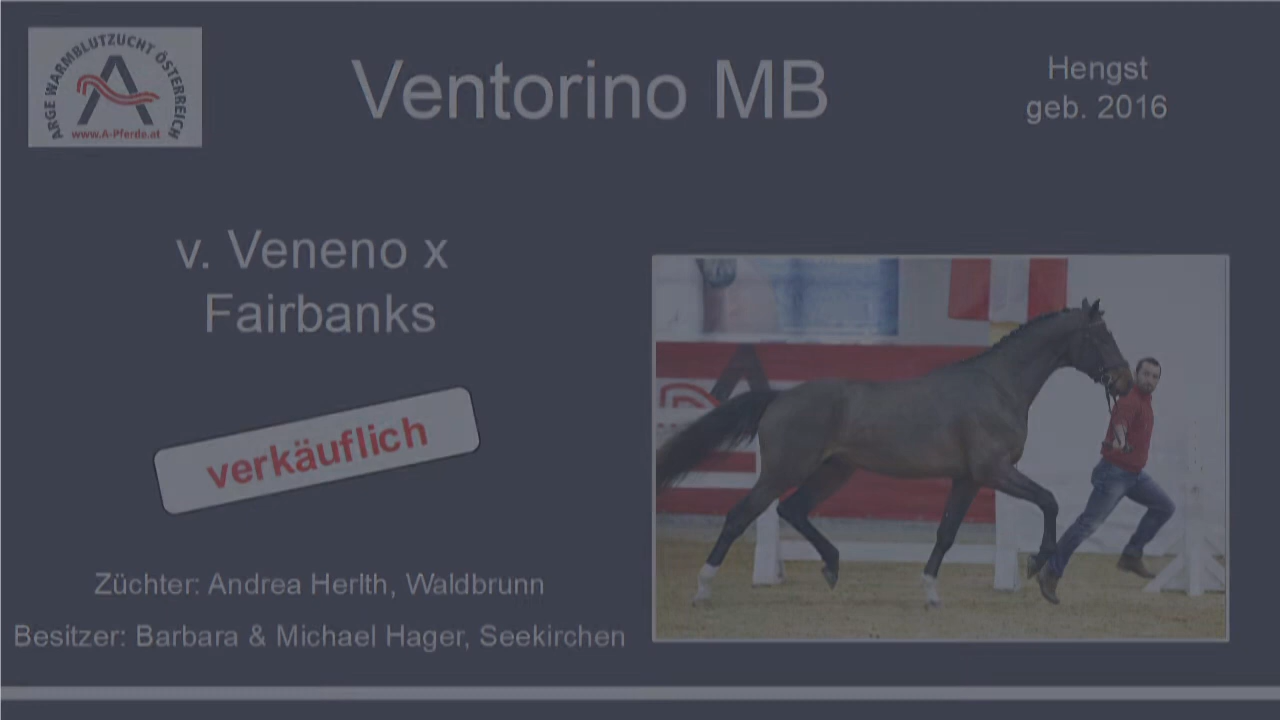 ARGE WARMBLUTZUCHT ÖSTERREICH
www.A-Pferde.at
Ventorino MB
Hengst
geb. 2016
v. Veneno x
Fairbanks
verkäuflich
Züchter: Andrea Herlth, Waldbrunn
Besitzer: Barbara & Michael Hager, Seekirchen